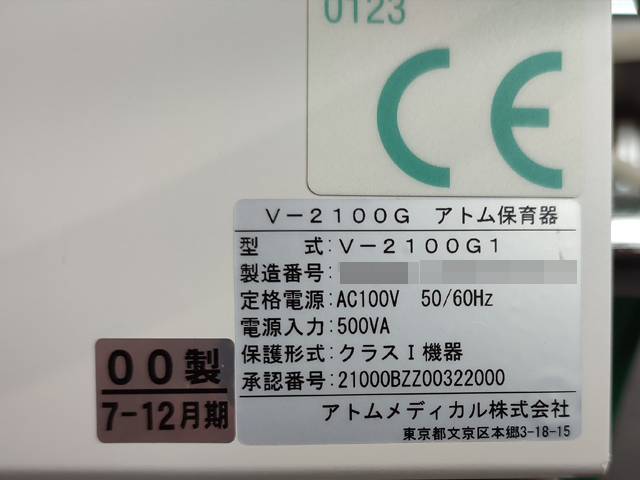 0123
CE
V-2100G アトム保育器
型 式:V-2100G1
製造番号:
定格電源:AC100V 50/60Hz
電源入力:500VA
保護形式:クラスI機器
承認番号:21000BZZ00322000
アトムメディカル株式会社
東京都文京区本郷3-18-15
00製
7-12月期